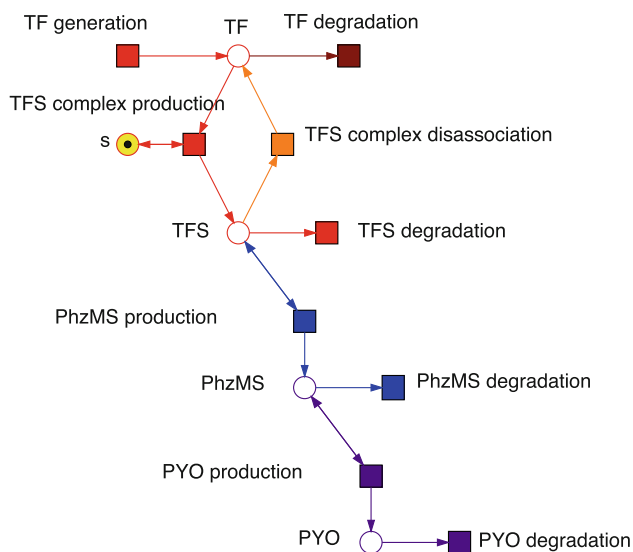 TF generation
TF
TF degradation
TFS complex production
s
TFS complex disassociation
TFS
TFS degradation
PhzMS production
PhzMS
PhzMS degradation
PYO production
PYO
PYO degradation